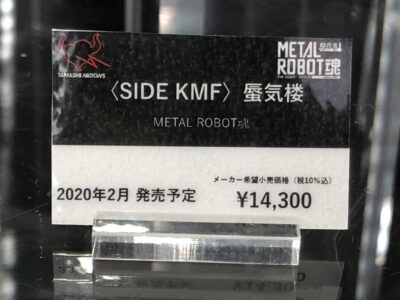 TAMASHII NATIONS
METAL
ROBOT魂
〈SIDE KMF〉蜃気楼
METAL ROBOT魂
2020年2月 発売予定
メーカー希望小売価格（税10%込）
¥14,300